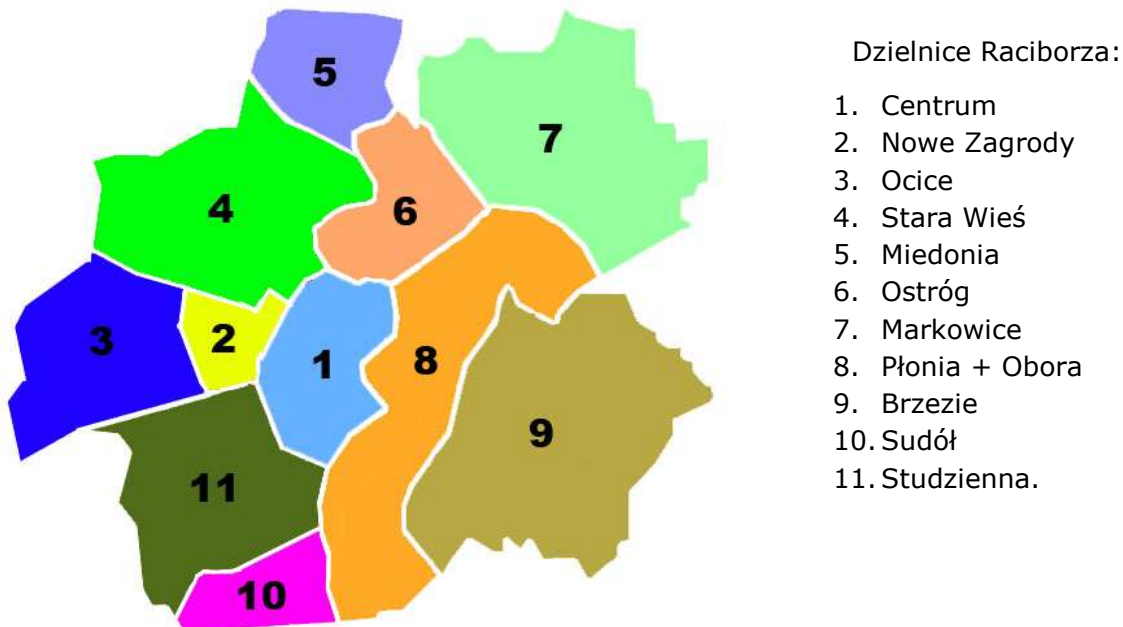 Dzielnice Raciborza:
1. Centrum
2. Nowe Zagrody
3. Ocice
4. Stara Wieś
5. Miedonia
6. Ostróg
7. Markowice
8. Płonia + Obora
9. Brzezie
10. Sudół
11. Studzienna.
5
7
4
6
3
2
1
8
9
11
10